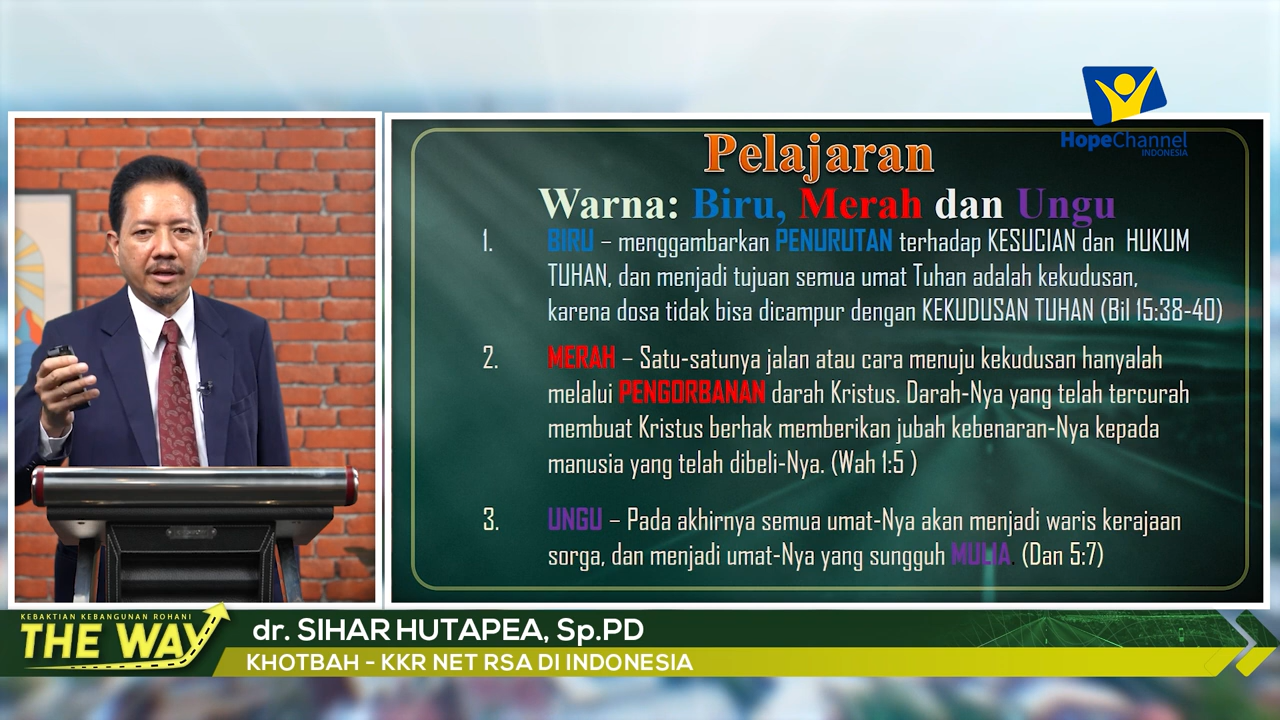 HopeChannel
INDONESIA
Pelajaran
Warna: Biru, Merah dan Ungu
1. BIRU – menggambarkan PENURUTAN terhadap KESUCIAN dan HUKUM
TUHAN, dan menjadi tujuan semua umat Tuhan adalah kekudusan,
karena dosa tidak bisa dicampur dengan KEKUDUSAN TUHAN (Bil 15:38-40)
2. MERAH – Satu-satunya jalan atau cara menuju kekudusan hanyalah
melalui PENGORBANAN darah Kristus. Darah-Nya yang telah tercurah
membuat Kristus berhak memberikan jubah kebenaran-Nya kepada
manusia yang telah dibeli-Nya. (Wah 1:5 )
3. UNGU – Pada akhirnya semua umat-Nya akan menjadi waris kerajaan
sorga, dan menjadi umat-Nya yang sungguh MULIA. (Dan 5:7)
KEBAKTIAN KEBANGUNAN ROHANI
THE WAY
dr. SIHAR HUTAPEA, Sp.PD
KHOTBAH - KKR NET RSA DI INDONESIA